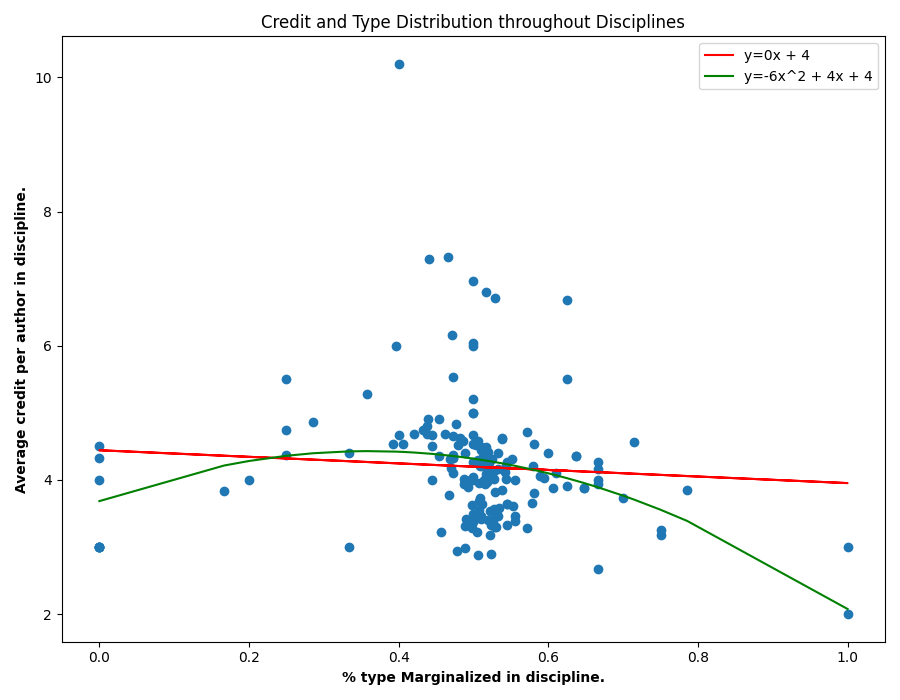 Credit and Type Distribution throughout Disciplines
y=0x + 4
y=-6x^2 + 4x + 4
Average credit per author in discipline.
10
8
6
4
2
0.0 0.2 0.4 0.6 0.8 1.0
% type Marginalized in discipline.